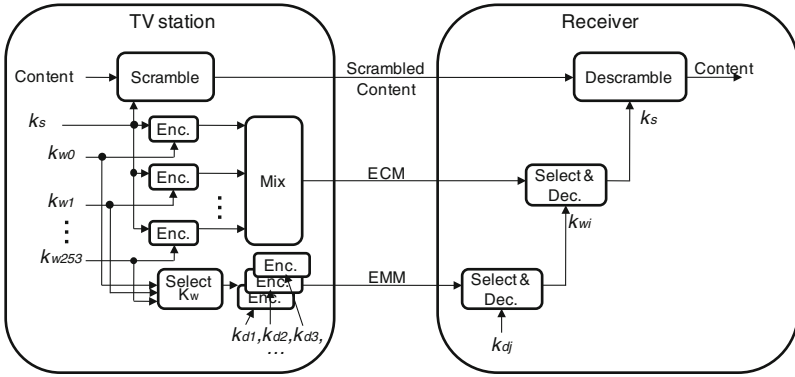 TV station
Receiver
Content
Scramble
Scrambled
Content
Descramble
Content
ks
Enc.
ks
kw0
Enc.
Mix
ECM
Select &
Dec.
kw1
kwi
⋮
⋮
Enc.
kw253
Select
Kw
Enc.
Enc.
Enc.
EMM
Select &
Dec.
kd1,kd2,kd3,
...
kdj